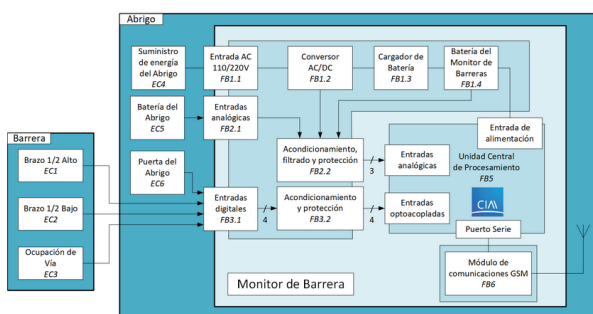 Abrigo
Suministro
de energía
del Abrigo
EC4
Entrada AC
110/220V
FB1.1
Conversor
AC/DC
FB1.2
Cargador de
Batería
FB1.3
Batería del
Monitor de
Barreras
FB1.4
Batería del
Abrigo
EC5
Entradas
analógicas
FB2.1
Entrada de
alimentación
Barrera
Brazo 1/2 Alto
EC1
Puerta del
Abrigo
EC6
Acondicionamiento,
filtrado y protección
FB2.2
3
Entradas
analógicas
Unidad Central
de Procesamiento
FB5
Brazo 1/2 Bajo
EC2
Entradas
digitales
FB3.1
4
Acondicionamiento
y protección
FB3.2
4
Entradas
optoacopladas
CIAA
Puerto Serie
Ocupación de
Vía
EC3
Monitor de Barrera
Módulo de
comunicaciones GSM
FB6